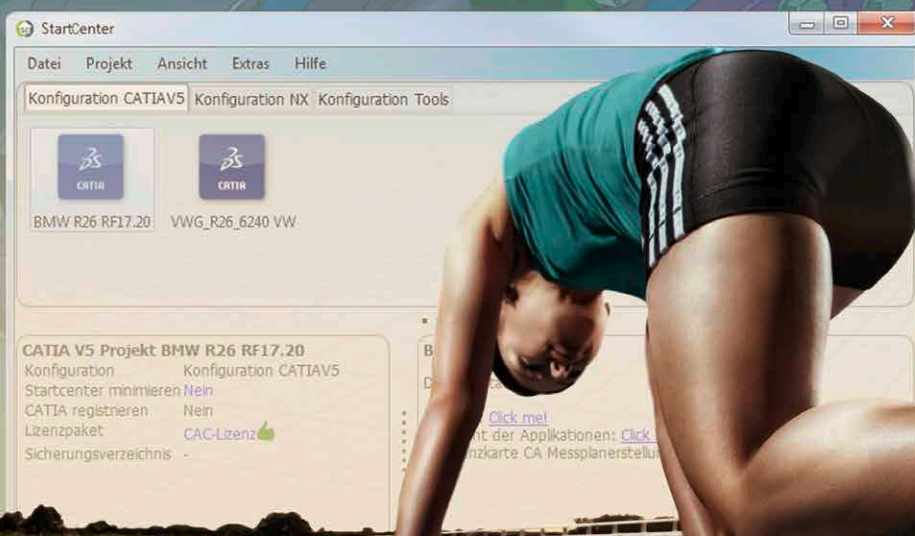 StartCenter
Datei Projekt Ansicht Extras Hilfe
Konfiguration CATIAV5 Konfiguration NX Konfiguration Tools
CATIA CATIA
BMW R26 RF17.20 VWG_R26_6240 VW
CATIA V5 Projekt BMW R26 RF17.20
Konfiguration Konfiguration CATIAV5
Startcenter minimieren Nein
CATIA registrieren Nein
Lizenzpaket CAC-Lizenz
Sicherungsverzeichnis -
B
Click me!
der Applikationen: Click
CA